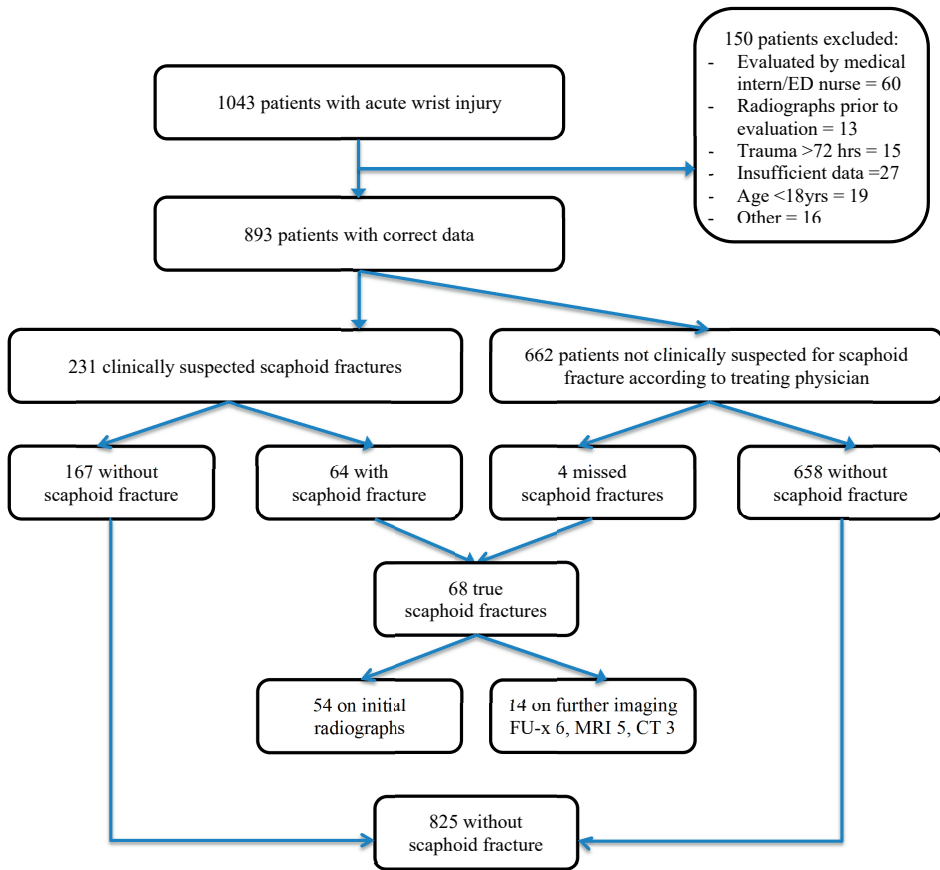 1043 patients with acute wrist injury
150 patients excluded:
- Evaluated by medical
intern/ED nurse = 60
- Radiographs prior to
evaluation = 13
- Trauma >72 hrs = 15
- Insufficient data =27
- Age <18yrs = 19
- Other = 16
893 patients with correct data
231 clinically suspected scaphoid fractures
662 patients not clinically suspected for scaphoid
fracture according to treating physician
167 without
scaphoid fracture
64 with
scaphoid fracture
4 missed
scaphoid fractures
658 without
scaphoid fracture
68 true
scaphoid fractures
54 on initial
radiographs
14 on further imaging
FU-x 6, MRI 5, CT 3
825 without
scaphoid fracture